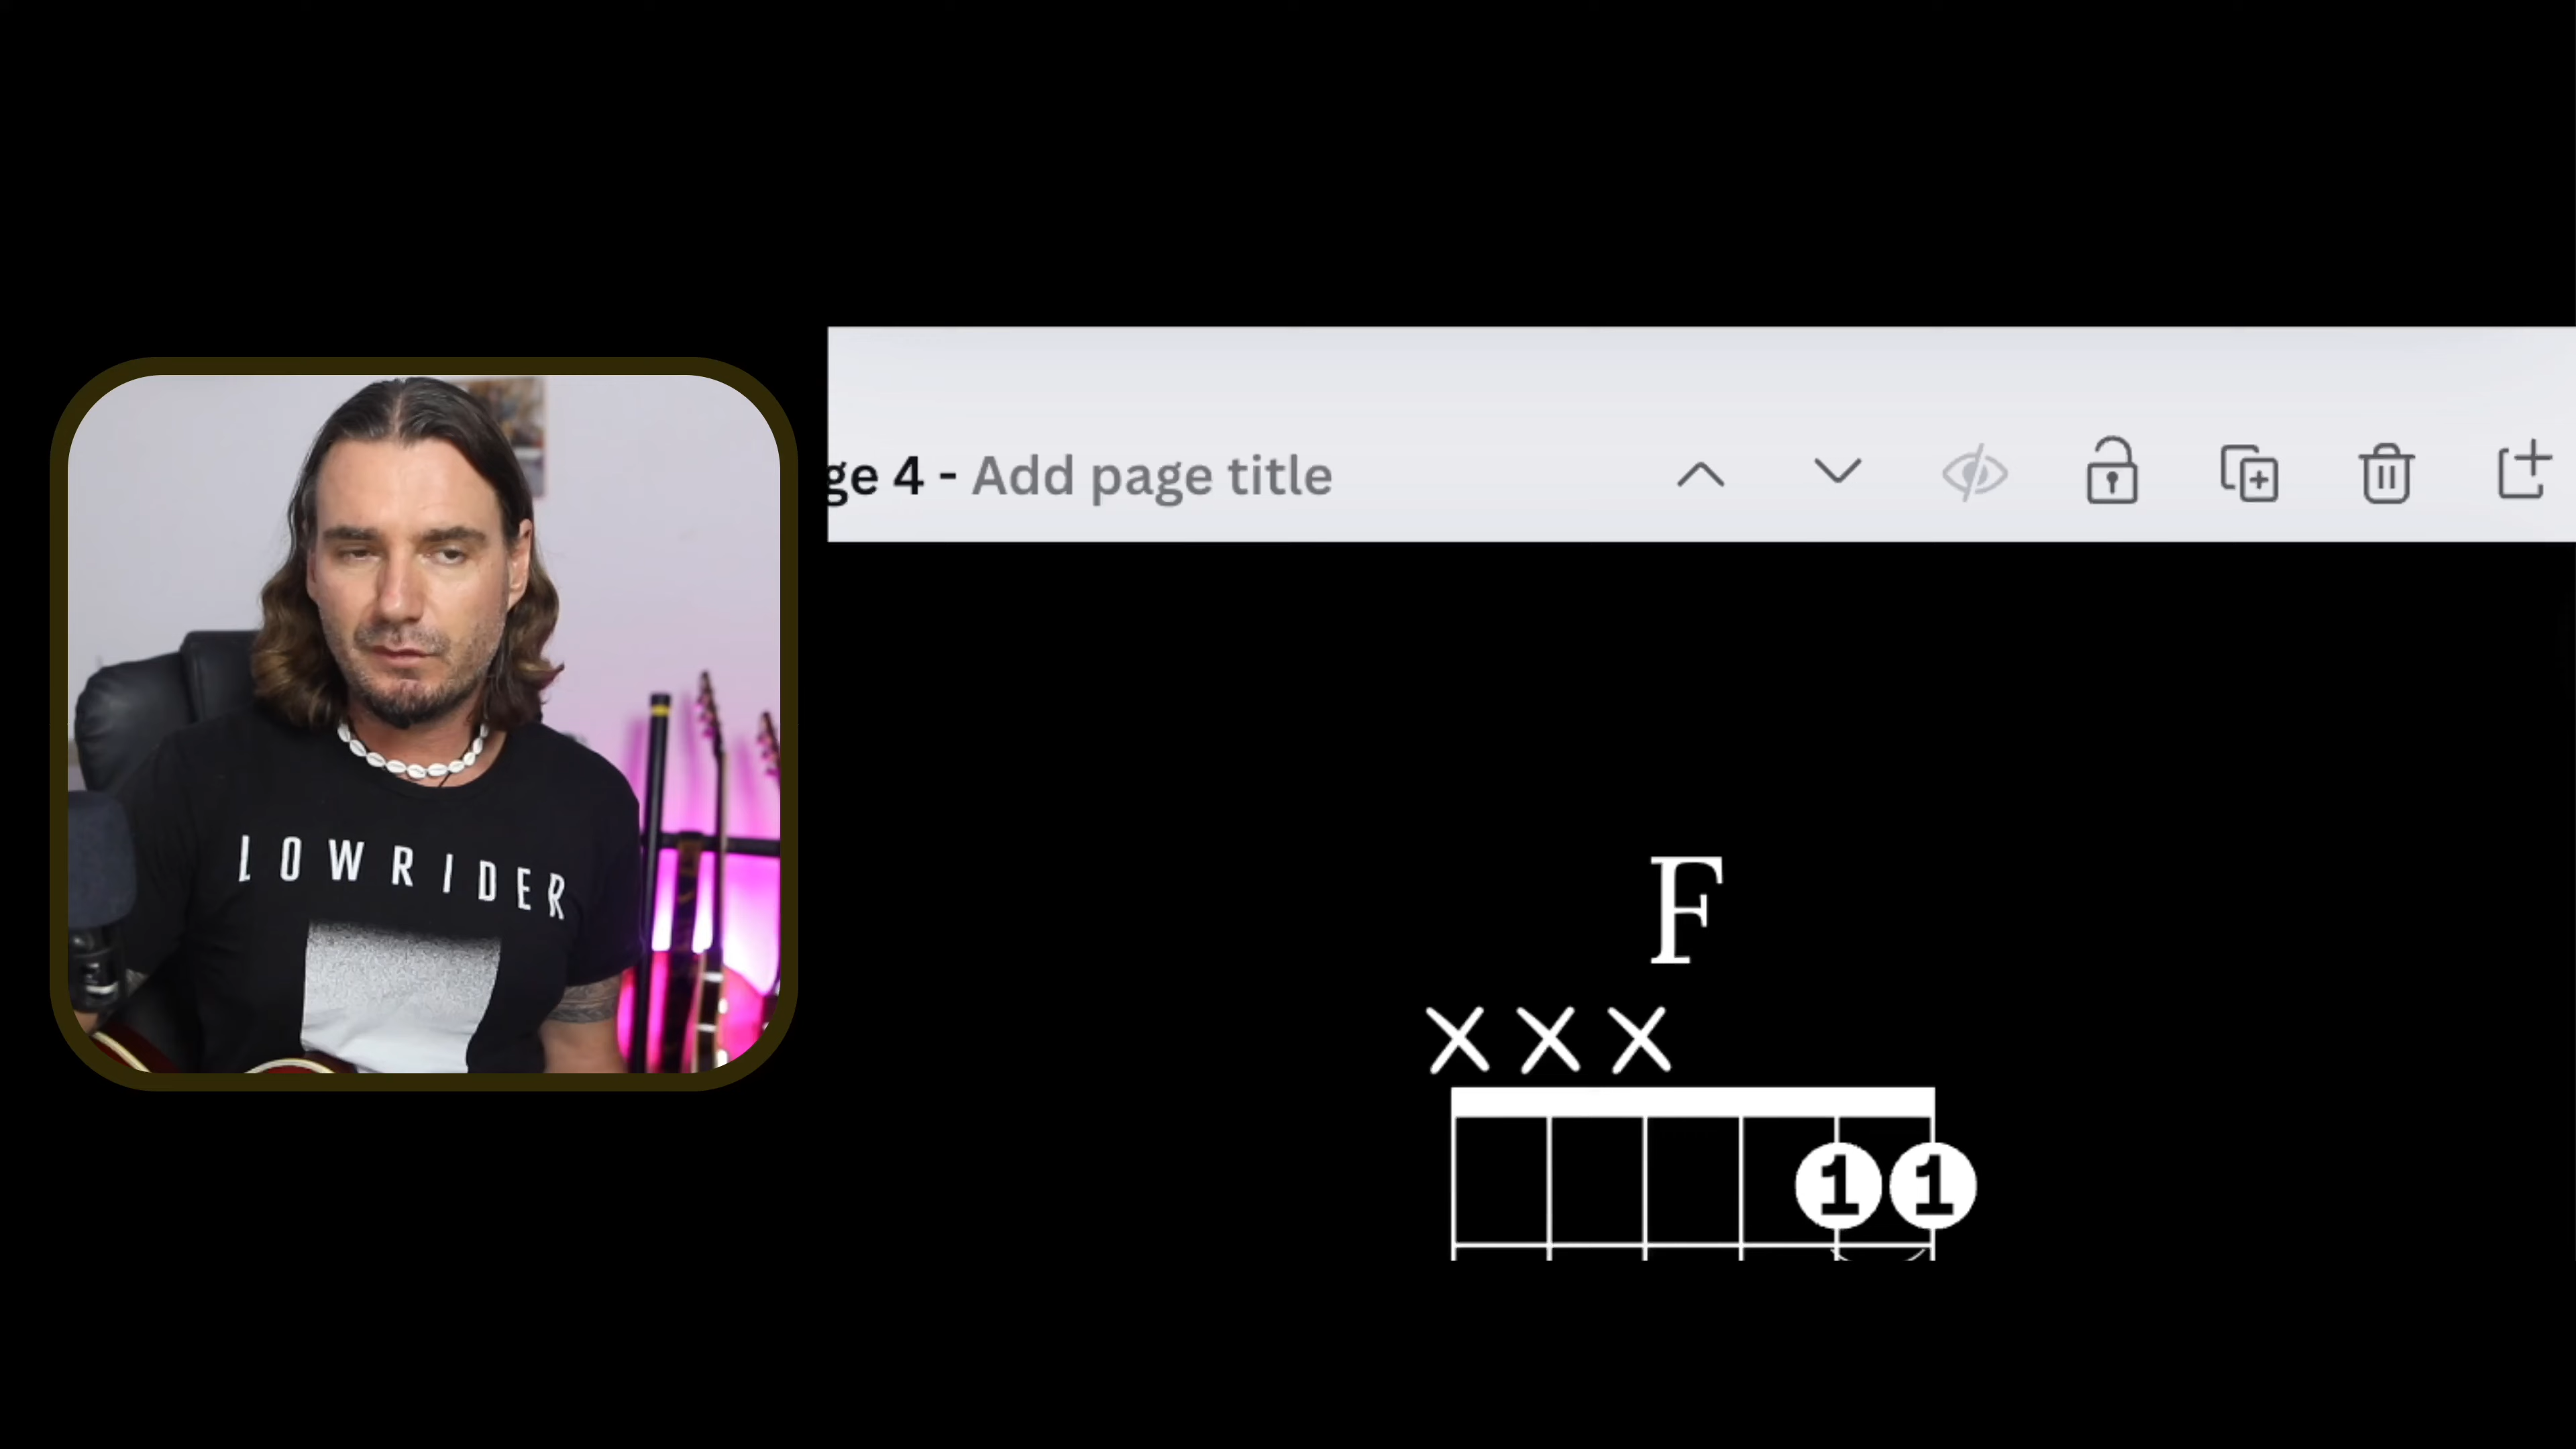 ge 4 - Add page title
LOWRIDER
F
X X X
1 1